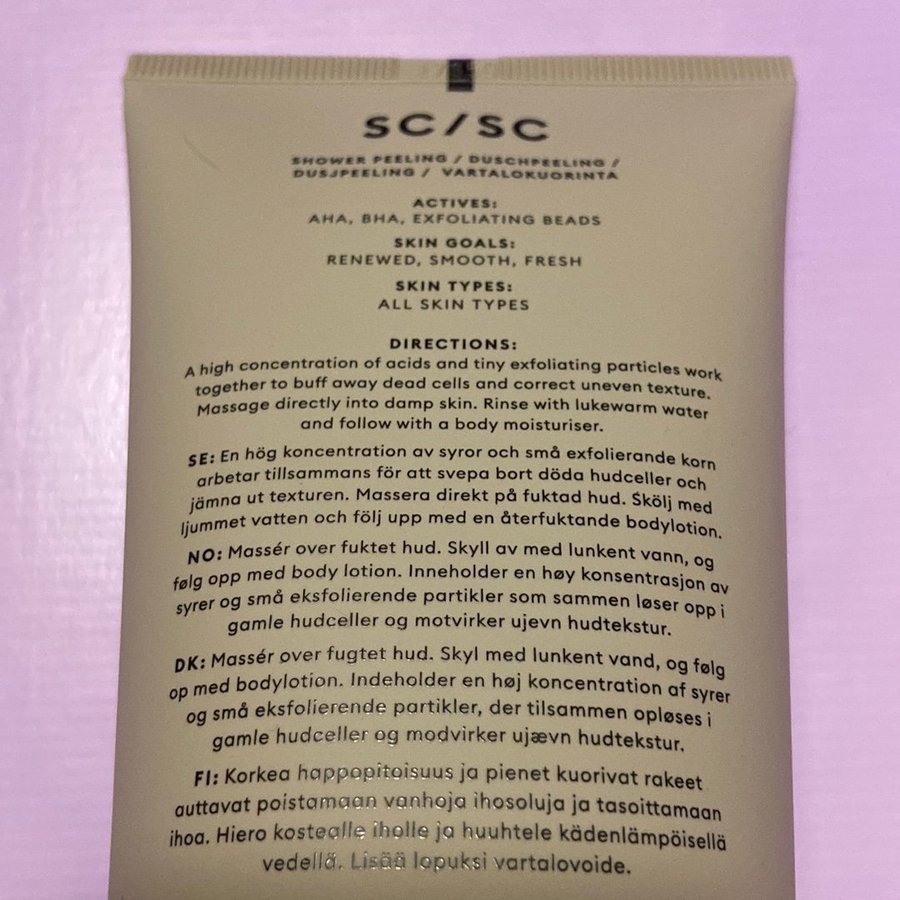 SC/SC
SHOWER PEELING / DUSCHPEELING /
DUSJPEELING / VARTALOKUORINTA
ACTIVES:
AHA, BHA, EXFOLIATING BEADS
SKIN GOALS:
RENEWED, SMOOTH, FRESH
SKIN TYPES:
ALL SKIN TYPES
DIRECTIONS:
A high concentration of acids and tiny exfoliating particles work
together to buff away dead cells and correct uneven texture.
Massage directly into damp skin. Rinse with lukewarm water
and follow with a body moisturiser.
SE: En hög koncentration av syror och små exfolierande korn
arbetar tillsammans för att svepa bort döda hudceller och
jämna ut texturen. Massera direkt på fuktad hud. Skölj med
ljummet vatten och följ upp med en återfuktande bodylotion.
NO: Massér over fuktet hud. Skyll av med lunkent vann, og
følg opp med body lotion. Inneholder en høy konsentrasjon av
syrer og små eksfolierende partikler som sammen løser opp i
gamle hudceller og motvirker ujevn hudtekstur.
DK: Massér over fugtet hud. Skyl med lunkent vand, og følg
op med bodylotion. Indeholder en høj koncentration af syrer
og små eksfolierende partikler, der tilsammen opløses i
gamle hudceller og modvirker ujævn hudtekstur.
FI: Korkea happopitoisuus ja pienet kuorivat rakeet
auttavat poistamaan vanhoja ihosoluja ja tasoittamaan
ihoa. Hiero kostealle iholle ja huuhtele kädenlämpöisellä
vedellä. Lisää lopuksi vartalovoide.